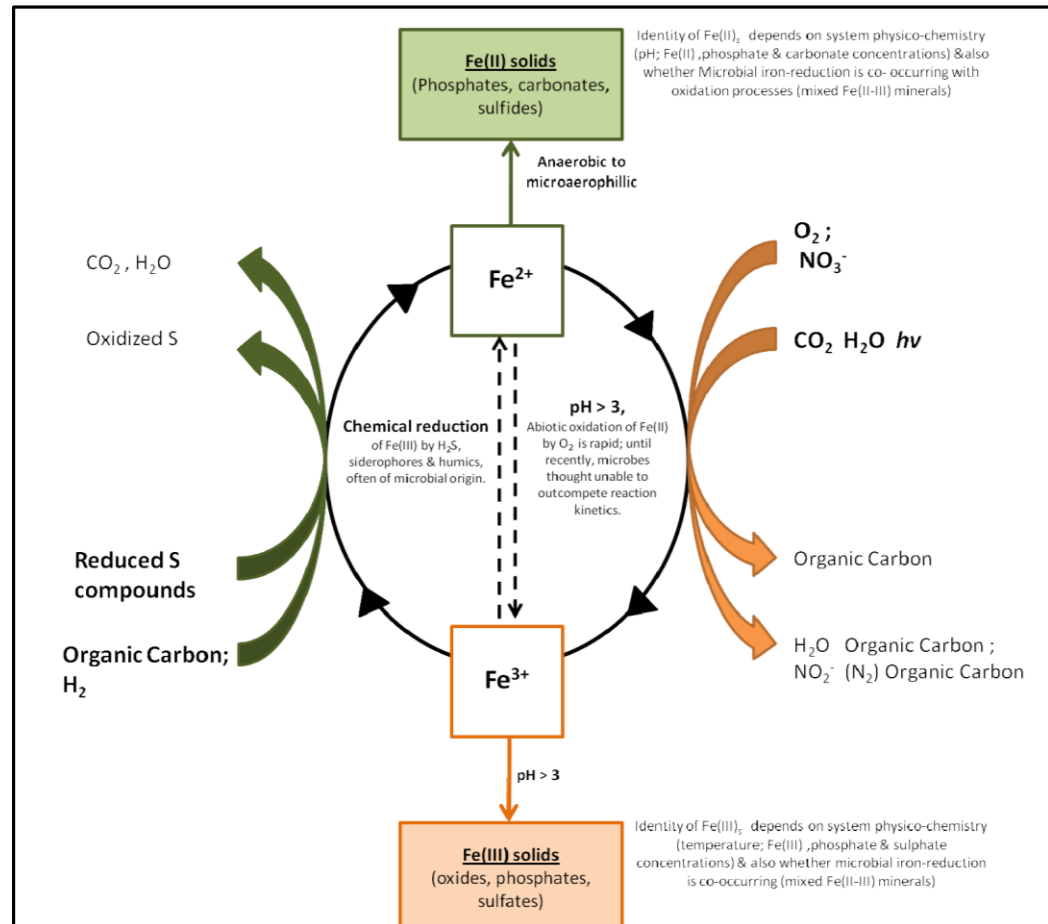 Fe(II) solids
(Phosphates, carbonates,
sulfides)
Identity of Fe(II)s depends on system physico-chemistry
(pH; Fe(II) ,phosphate & carbonate concentrations) &also
whether Microbial iron-reduction is co- occurring with
oxidation processes (mixed Fe(II-III) minerals)
Anaerobic to
microaerophillic
Fe2+
CO2 , H2O
Oxidized S
O2 ;
NO3-
CO2 H2O hv
Chemical reduction
of Fe(III) by H2S,
siderophores & humics,
often of microbial origin.
pH > 3,
Abiotic oxidation of Fe(II)
by O2 is rapid; until
recently, microbes
thought unable to
outcompete reaction
kinetics.
Reduced S
compounds
Organic Carbon;
H2
Organic Carbon
H2O Organic Carbon ;
NO2- (N2) Organic Carbon
Fe3+
pH > 3
Fe(III) solids
(oxides, phosphates,
sulfates)
Identity of Fe(III)s depends on system physico-chemistry
(temperature; Fe(III) ,phosphate & sulphate
concentrations) & also whether microbial iron-reduction
is co-occurring (mixed Fe(II-III) minerals)